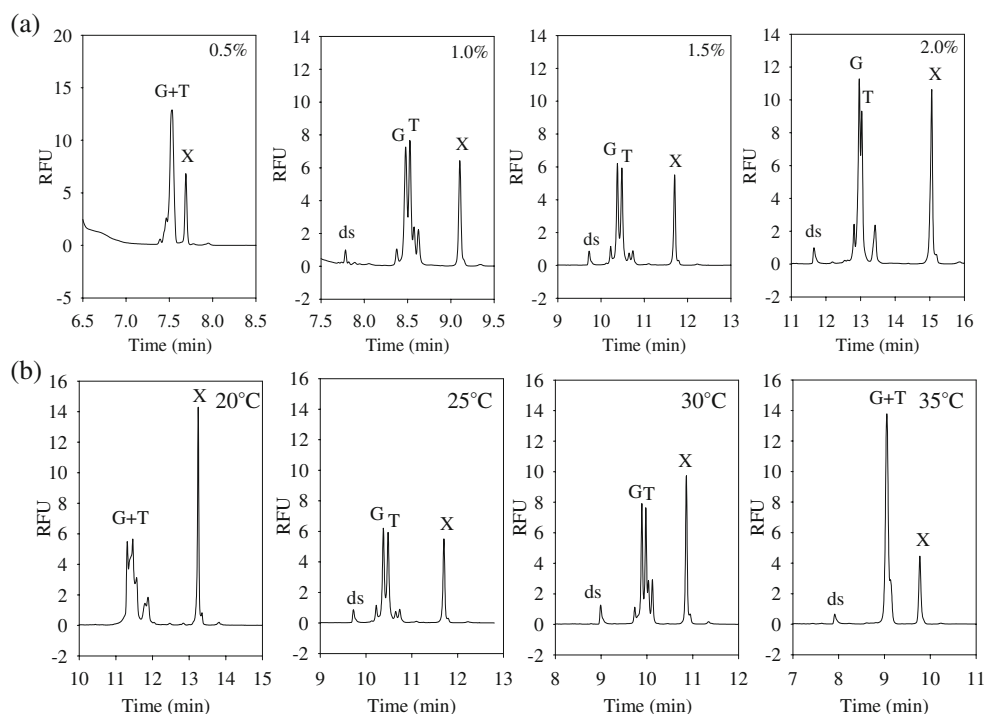 (a)
0.5%
20
15
10
5
0
-5
RFU
G+T
X
6.5 7.0 7.5 8.0 8.5
Time (min)
1.0%
14
12
10
8
6
4
2
0
-2
RFU
ds
G
T
X
7.5 8.0 8.5 9.0 9.5
Time (min)
1.5%
14
12
10
8
6
4
2
0
-2
RFU
ds
G
T
X
9 10 11 12 13
Time (min)
2.0%
14
12
10
8
6
4
2
0
-2
RFU
ds
G
T
X
11 12 13 14 15 16
Time (min)
(b)
20°C
16
14
12
10
8
6
4
2
0
-2
RFU
G+T
X
10 11 12 13 14 15
Time (min)
25°C
16
14
12
10
8
6
4
2
0
-2
RFU
ds
G
T
X
9 10 11 12 13
Time (min)
30°C
16
14
12
10
8
6
4
2
0
-2
RFU
ds
G
T
X
8 9 10 11 12
Time (min)
35°C
16
14
12
10
8
6
4
2
0
-2
RFU
ds
G+T
X
7 8 9 10 11
Time (min)